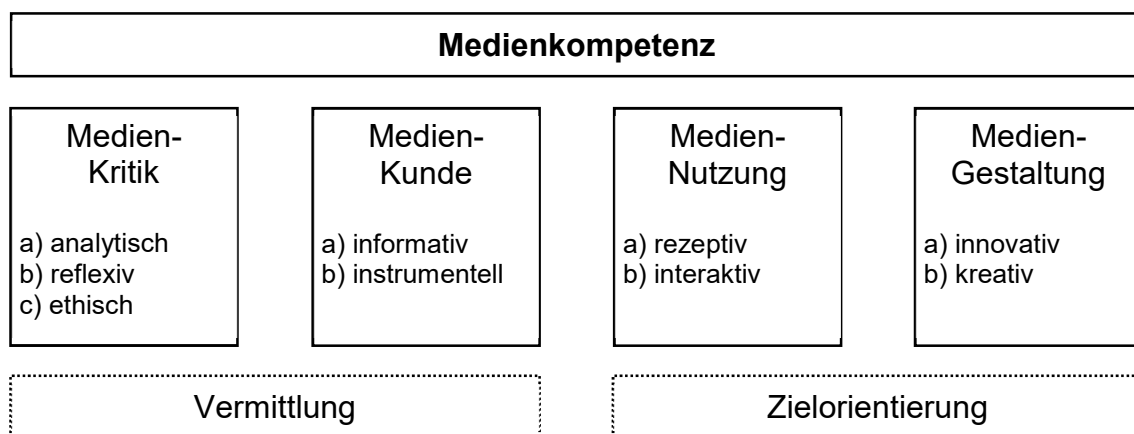 Medienkompetenz
Medien-
Kritik
a) analytisch
b) reflexiv
c) ethisch
Medien-
Kunde
a) informativ
b) instrumentell
Medien-
Nutzung
a) rezeptiv
b) interaktiv
Medien-
Gestaltung
a) innovativ
b) kreativ
Vermittlung
Zielorientierung